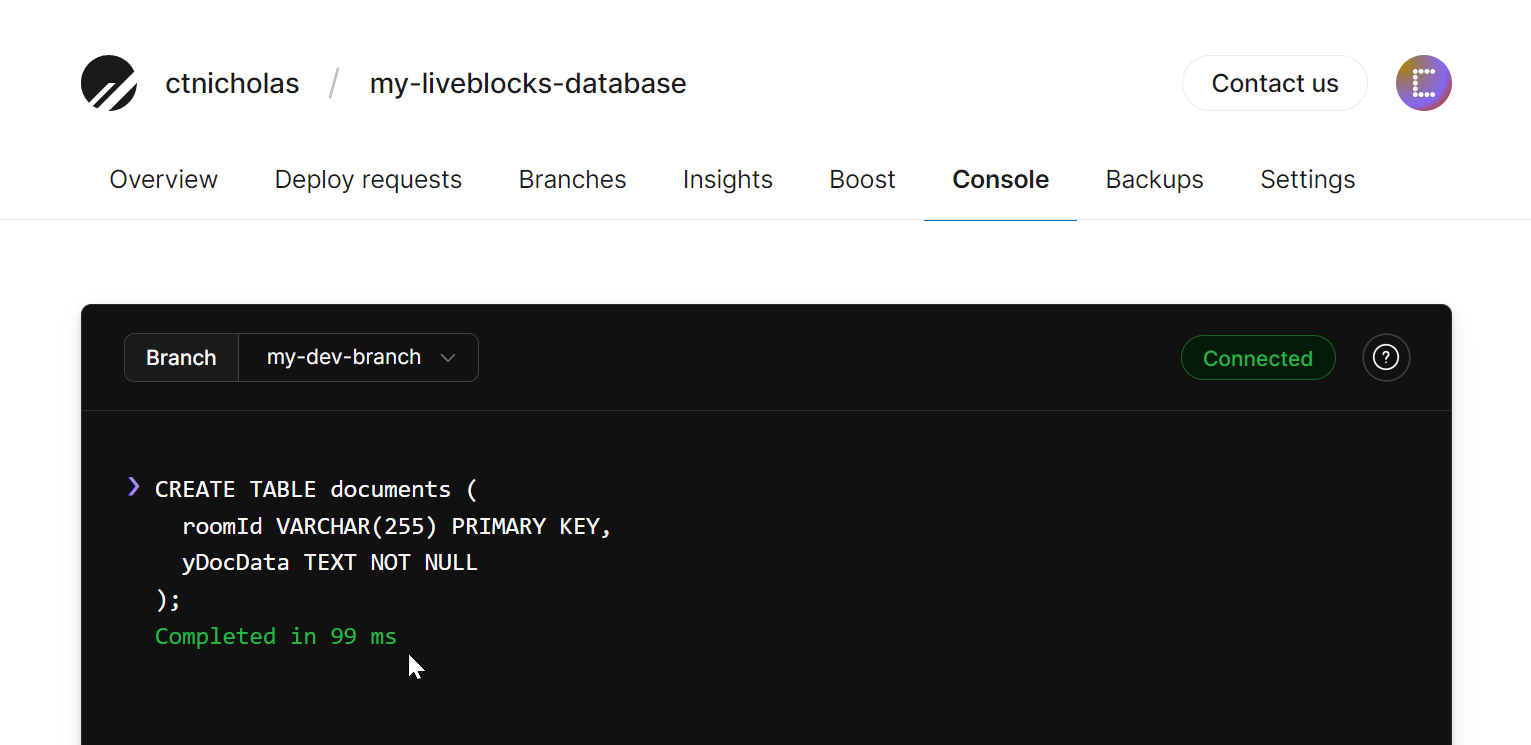 ctnicholas / my-liveblocks-database Contact us
Overview Deploy requests Branches Insights Boost Console Backups Settings
Branch my-dev-branch Connected ?
❯ CREATE TABLE documents (
roomId VARCHAR(255) PRIMARY KEY,
yDocData TEXT NOT NULL
);
Completed in 99 ms